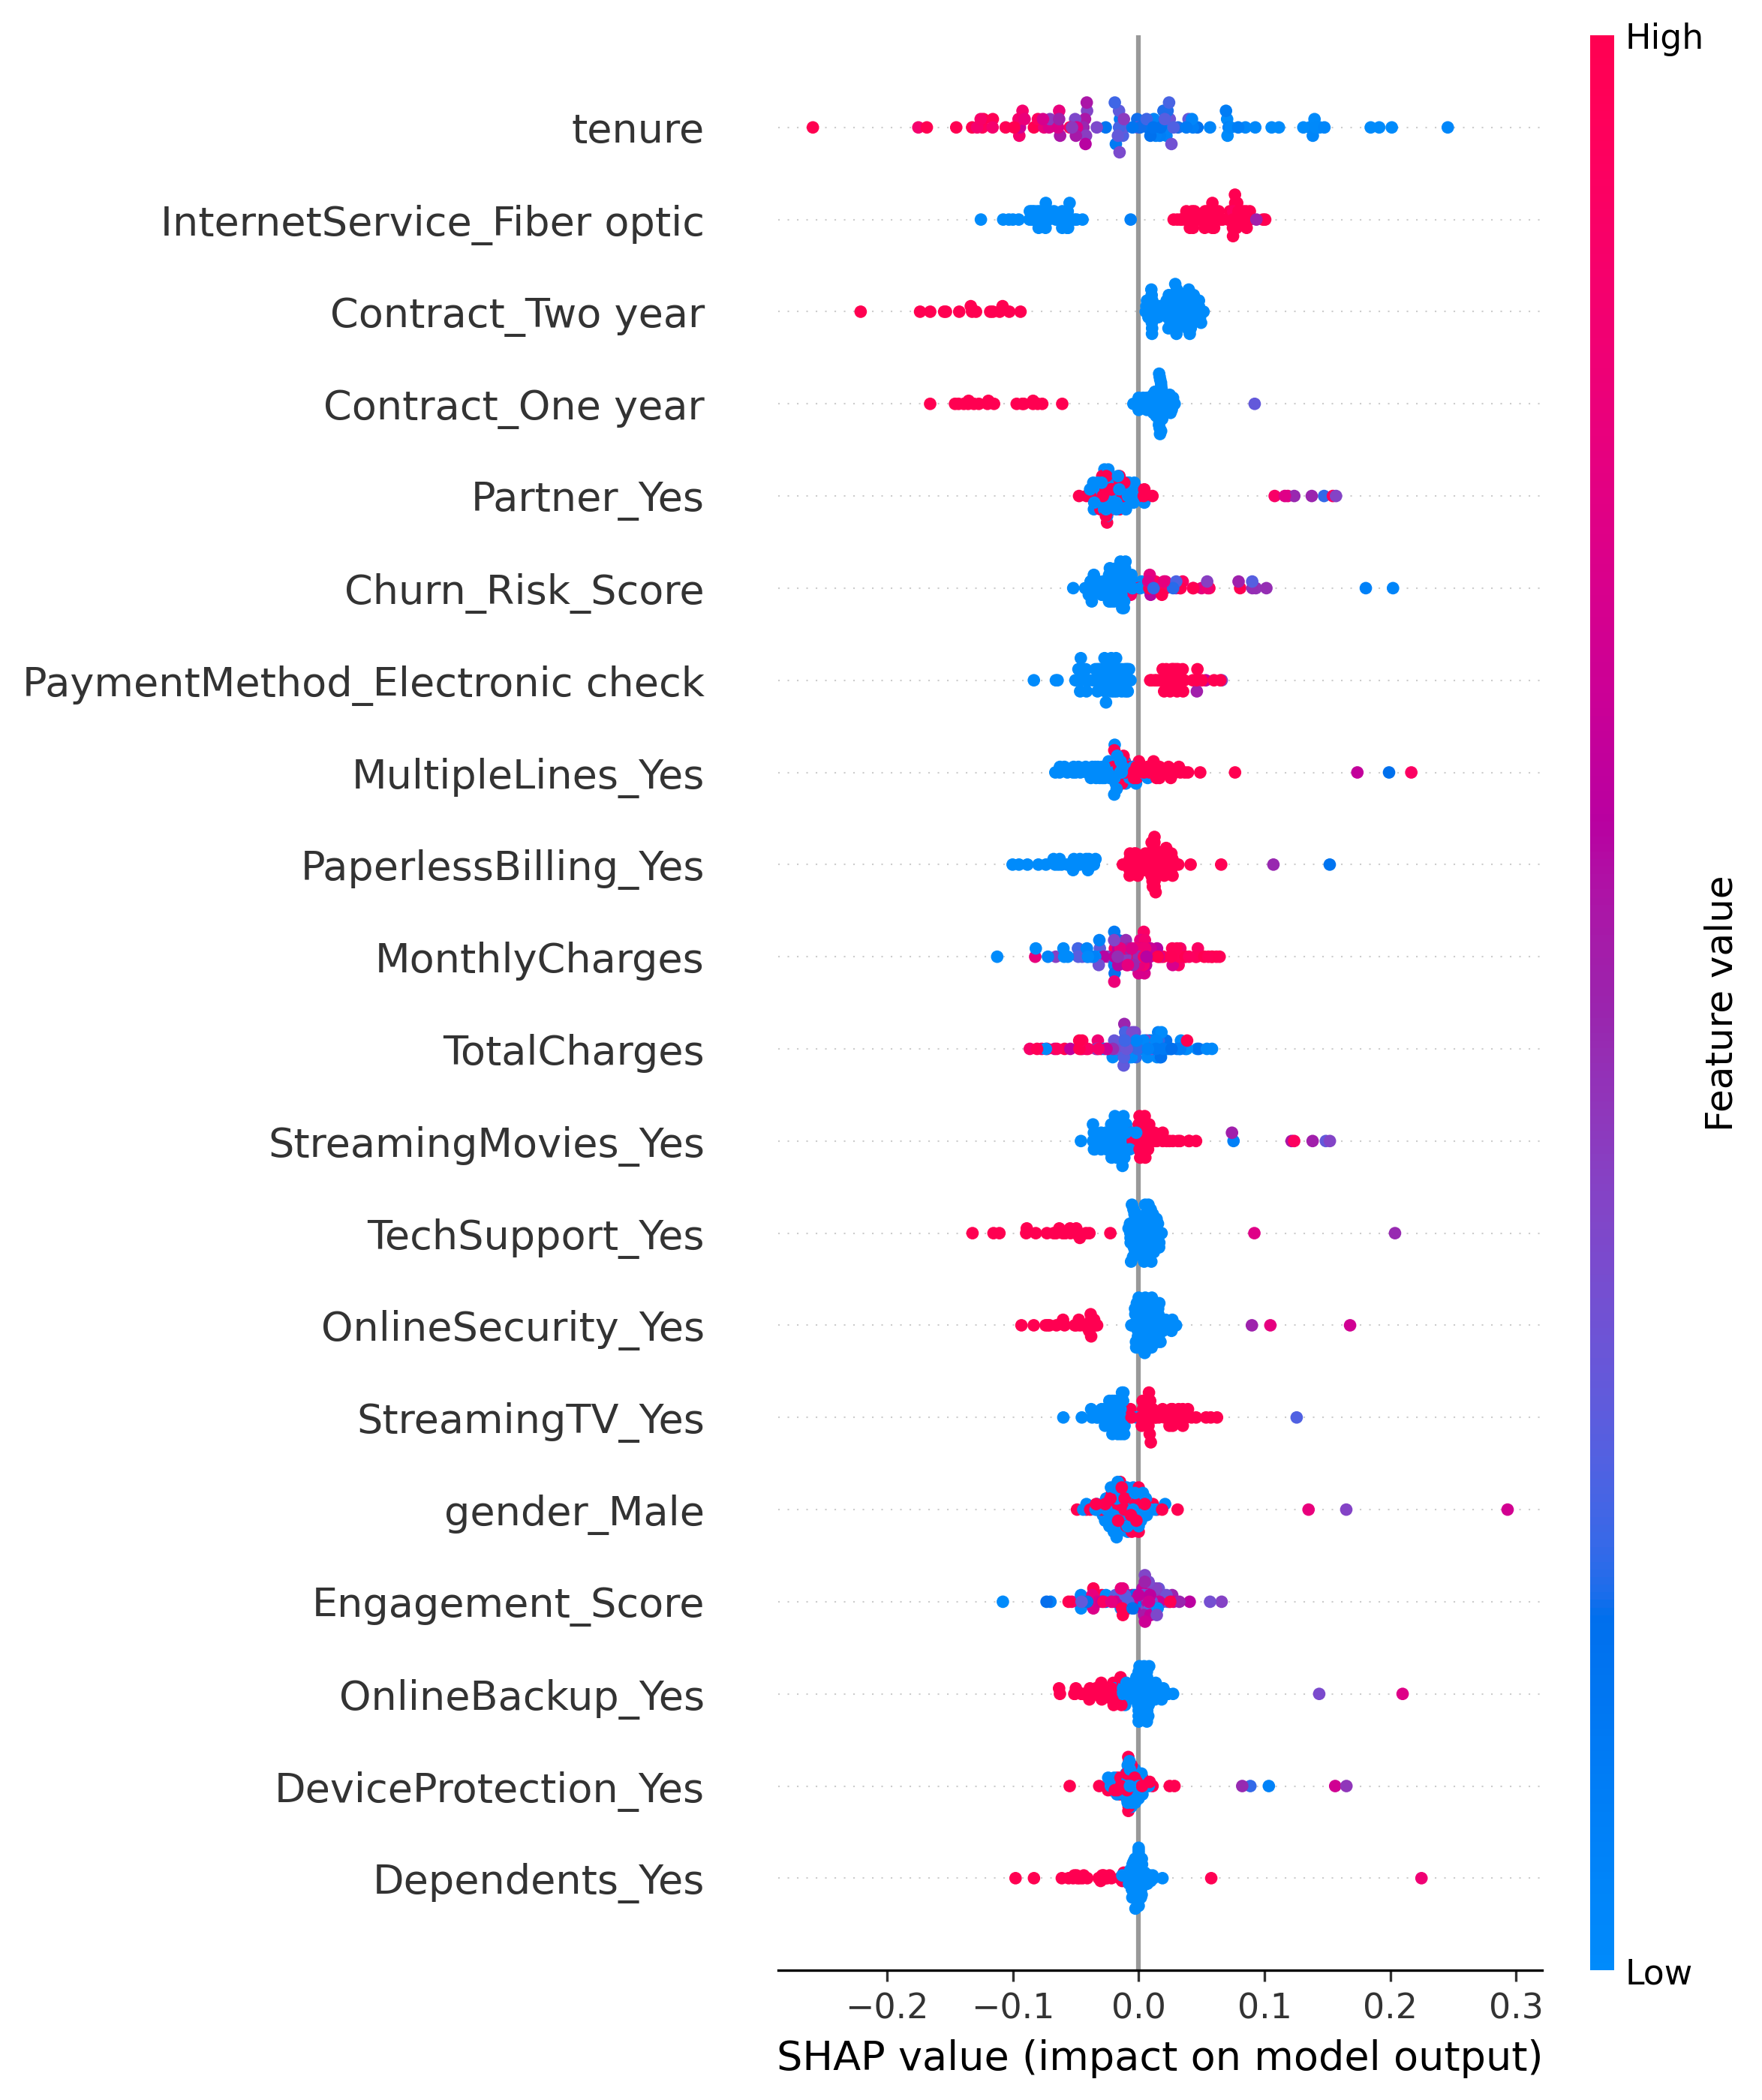 High
tenure
InternetService_Fiber optic
Contract_Two year
Contract_One year
Partner_Yes
Churn_Risk_Score
PaymentMethod_Electronic check
MultipleLines_Yes
PaperlessBilling_Yes
MonthlyCharges
TotalCharges
StreamingMovies_Yes
TechSupport_Yes
OnlineSecurity_Yes
StreamingTV_Yes
gender_Male
Engagement_Score
OnlineBackup_Yes
DeviceProtection_Yes
Dependents_Yes
Feature value
Low
−0.2 −0.1 0.0 0.1 0.2 0.3
SHAP value (impact on model output)